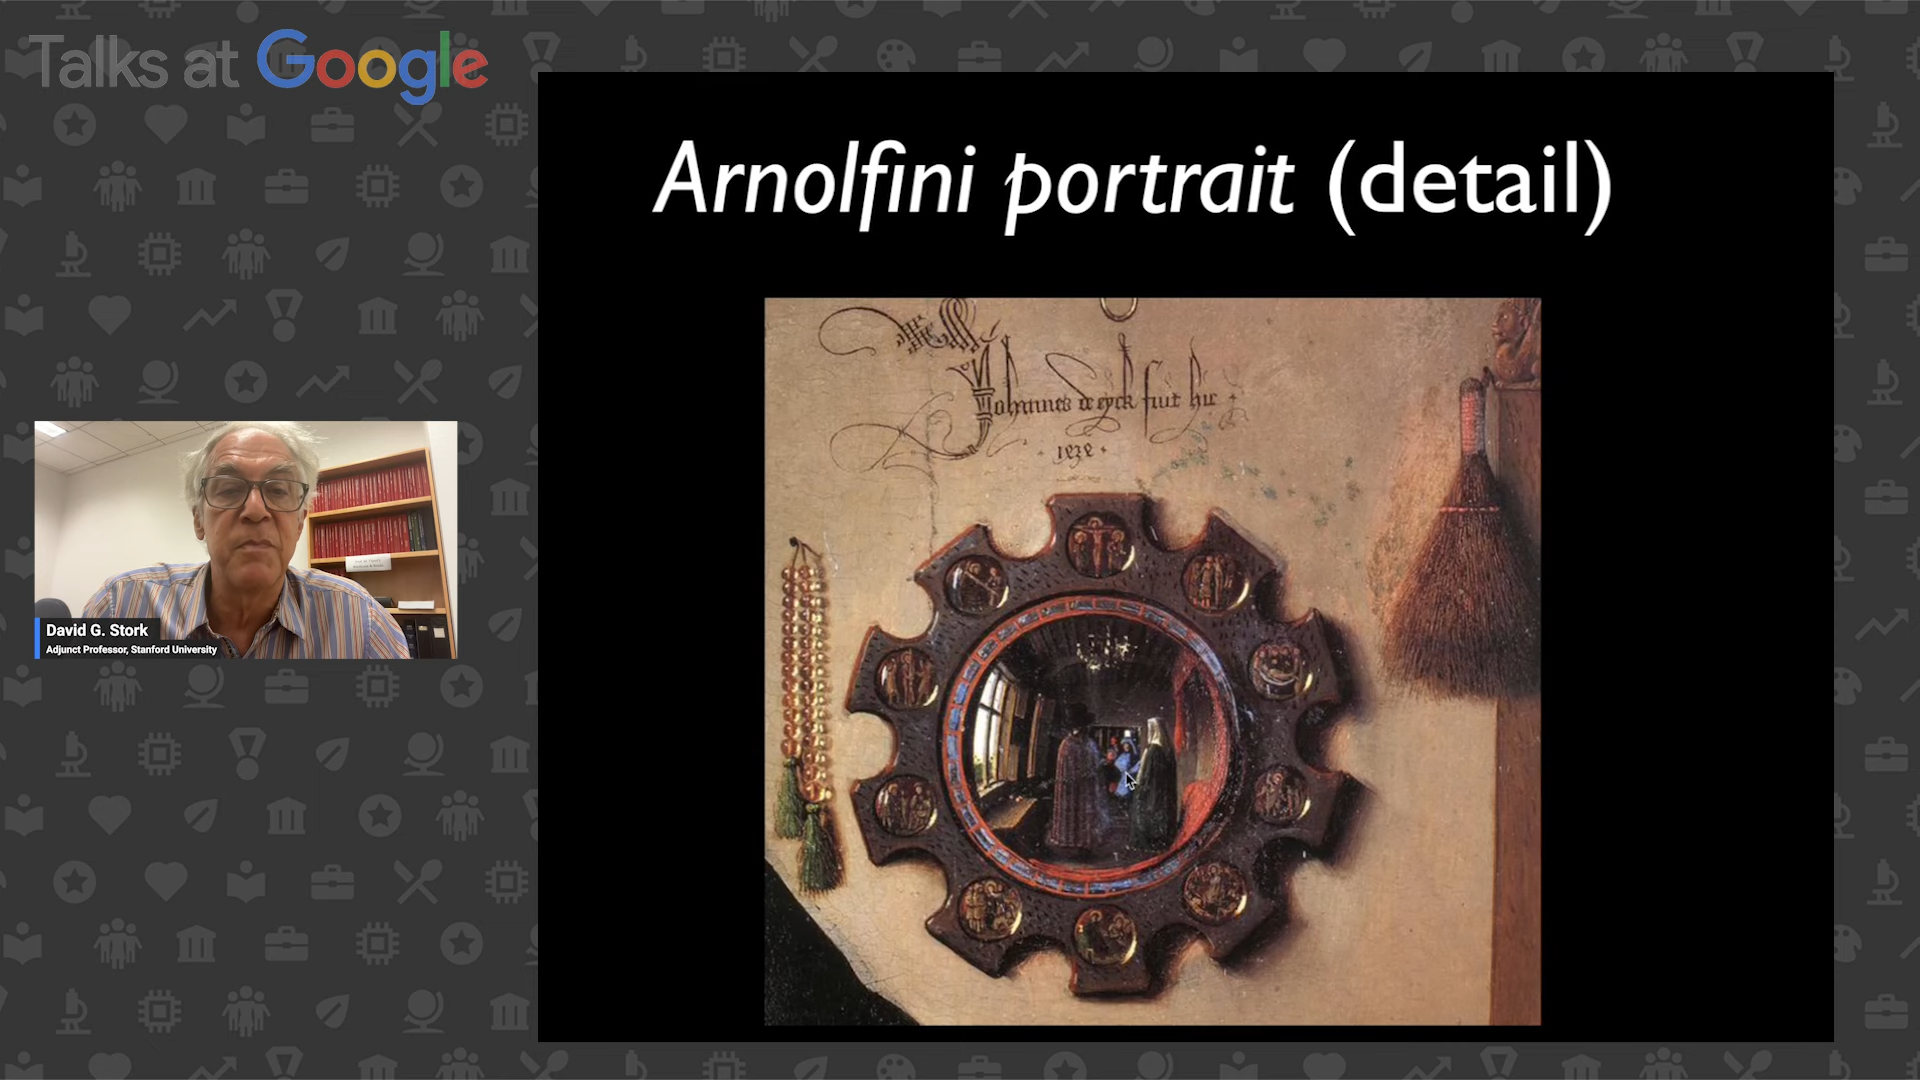 Talks at Google
Arnolfini portrait (detail)
Johannes de eyck fuit hic
1434
David G. Stork
Adjunct Professor, Stanford University